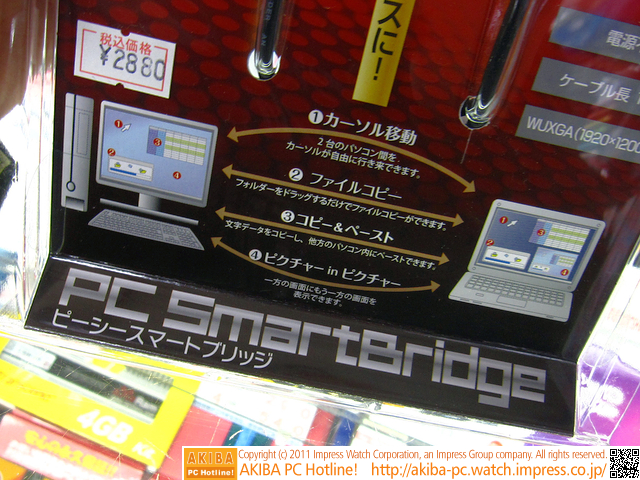 スに!
税込価格
¥2880
電源
ケーブル長 1
WUXGA(1920×1200
①カーソル移動
2台のパソコン間を
カーソルが自由に行き来できます。
②ファイルコピー
フォルダーをドラッグするだけでファイルコピーができます。
③コピー&ペースト
文字データをコピーし、他方のパソコン内にペーストできます。
④ピクチャー in ピクチャー
一方の画面にもう一方の画面を
表示できます。
PC SmartBridge
ピーシースマートブリッジ
4GB
AKIBA
PC Hotline!
Copyright (c) 2011 Impress Watch Corporation, an Impress Group company. All rights reserved.
AKIBA PC Hotline! http://akiba-pc.watch.impress.co.jp/